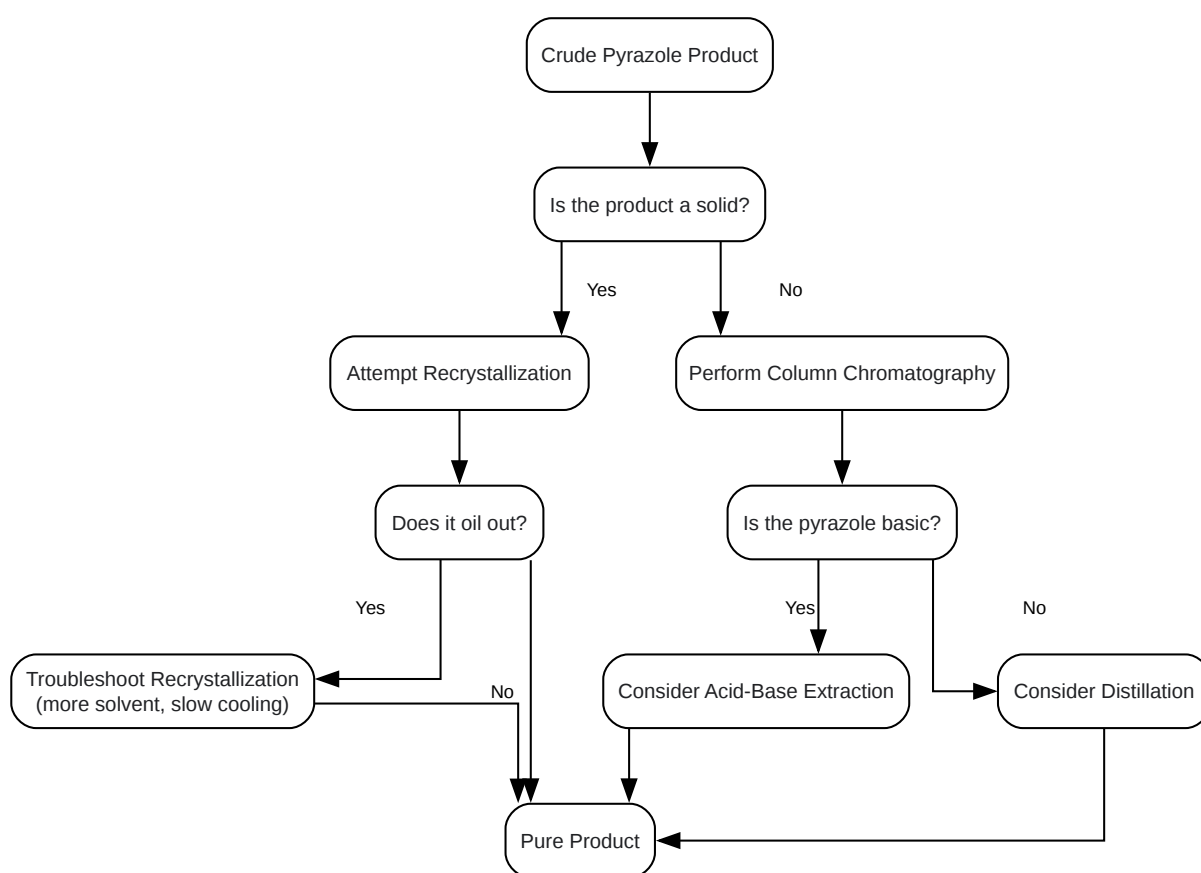 Crude Pyrazole Product
Is the product a solid?
Yes
No
Attempt Recrystallization
Perform Column Chromatography
Does it oil out?
Is the pyrazole basic?
Yes
Yes
No
Troubleshoot Recrystallization
(more solvent, slow cooling)
No
Consider Acid-Base Extraction
Consider Distillation
Pure Product